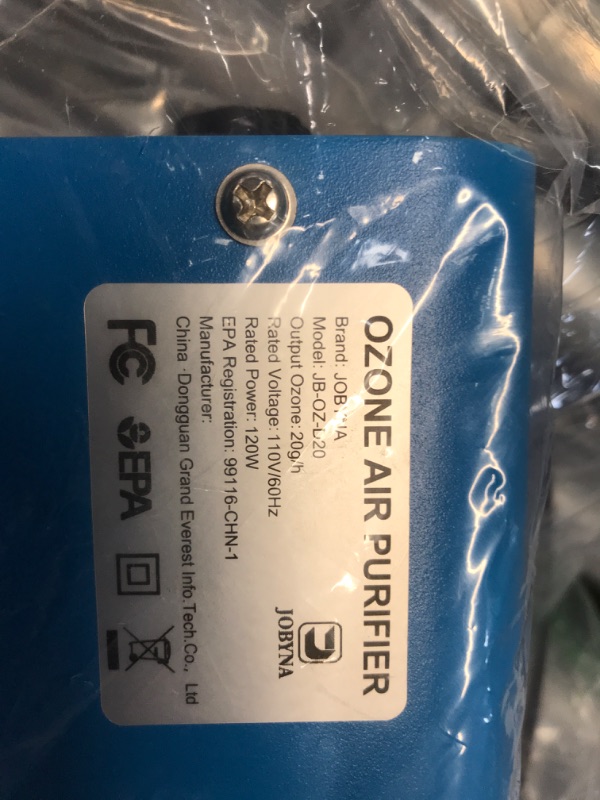 OZONE AIR PURIFIER
Brand: JOBYNA
Model: JB-OZ-L20
Output Ozone: 20g/h
Rated Voltage: 110V/60Hz
Rated Power: 120W
EPA Registration: 99116-CHN-1
Manufacturer:
China ·Dongguan Grand Everest Info.Tech.Co., Ltd
JOBYNA
FC EPA